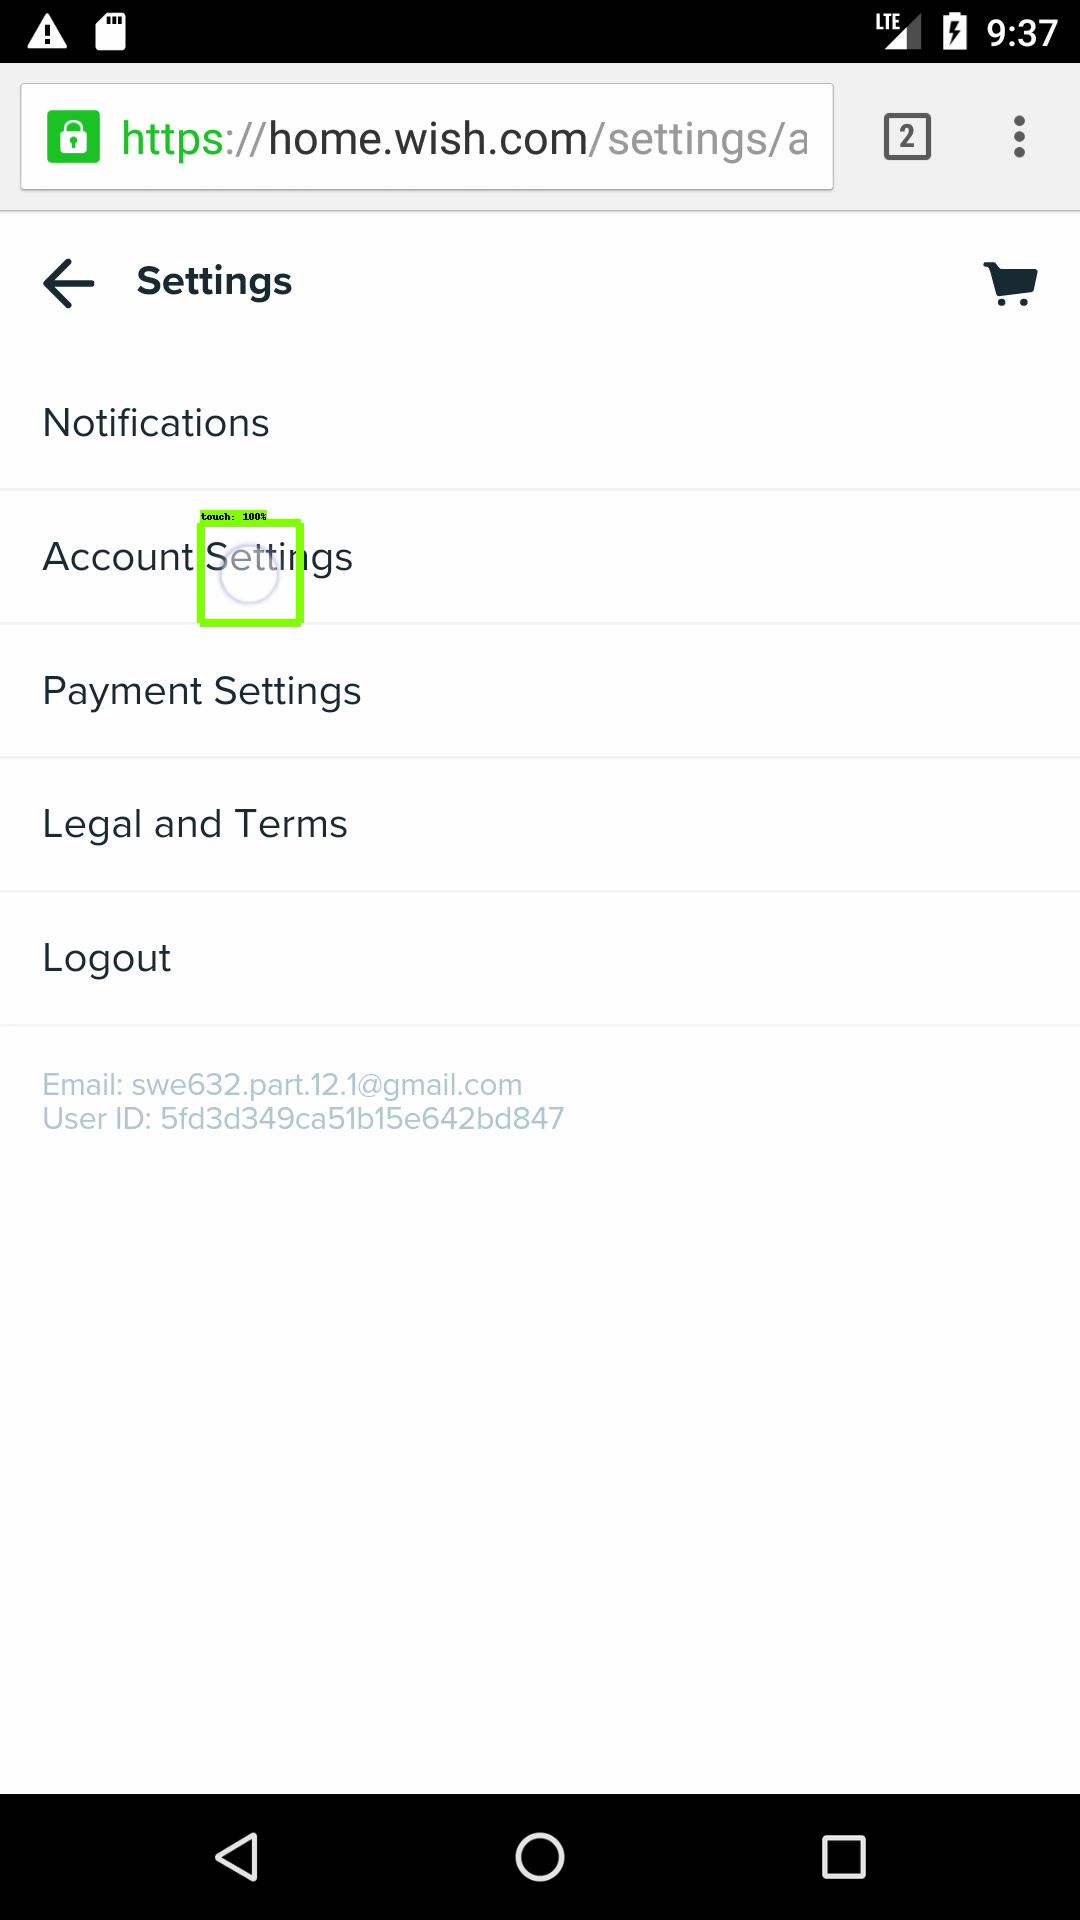 LTE 9:37
https://home.wish.com/settings/a
2
Settings
Notifications
touch: 100%
Account Settings
Payment Settings
Legal and Terms
Logout
Email: swe632.part.12.1@gmail.com
User ID: 5fd3d349ca51b15e642bd847